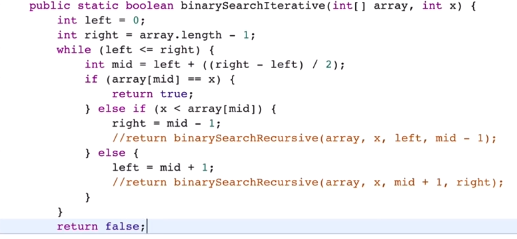 public static boolean binarySearchIterative(int[] array, int x) {
int left = 0;
int right = array.length - 1;
while (left <= right) {
int mid = left + ((right - left) / 2);
if (array[mid] == x) {
return true;
} else if (x < array[mid]) {
right = mid - 1;
//return binarySearchRecursive(array, x, left, mid - 1);
} else {
left = mid + 1;
//return binarySearchRecursive(array, x, mid + 1, right);
}
}
return false;